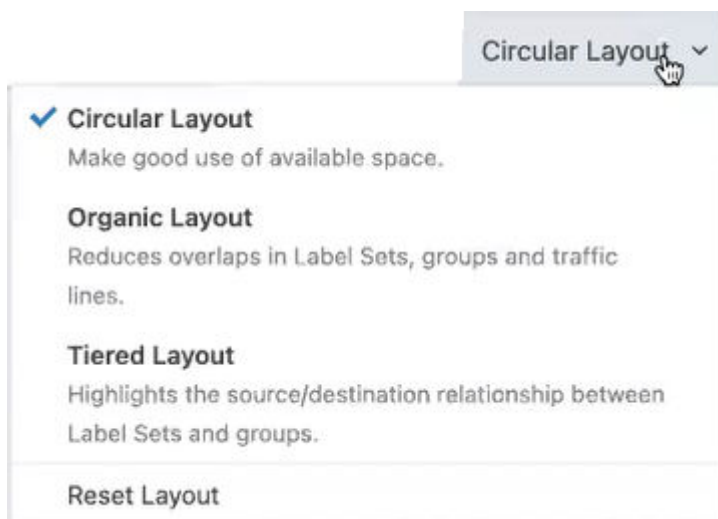 Circular Layout
Circular Layout
Make good use of available space.
Organic Layout
Reduces overlaps in Label Sets, groups and traffic
lines.
Tiered Layout
Highlights the source/destination relationship between
Label Sets and groups.
Reset Layout